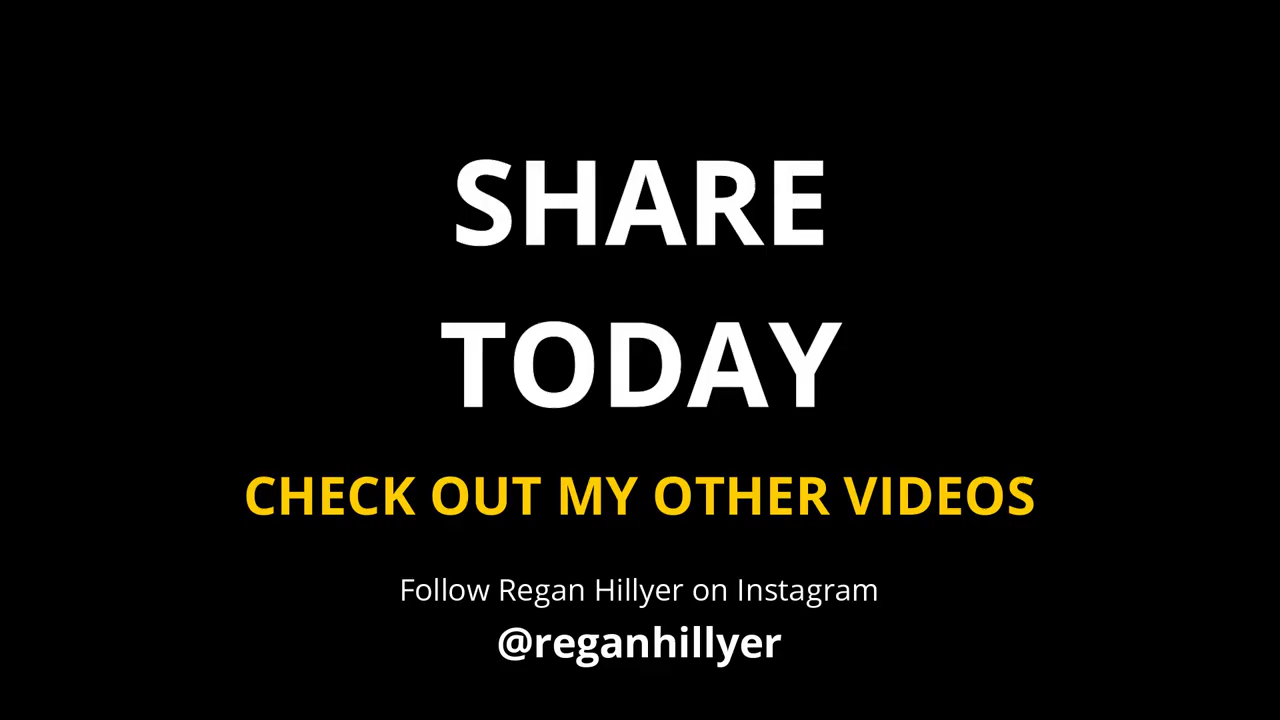 SHARE
TODAY
CHECK OUT MY OTHER VIDEOS
Follow Regan Hillyer on Instagram
@reganhillyer